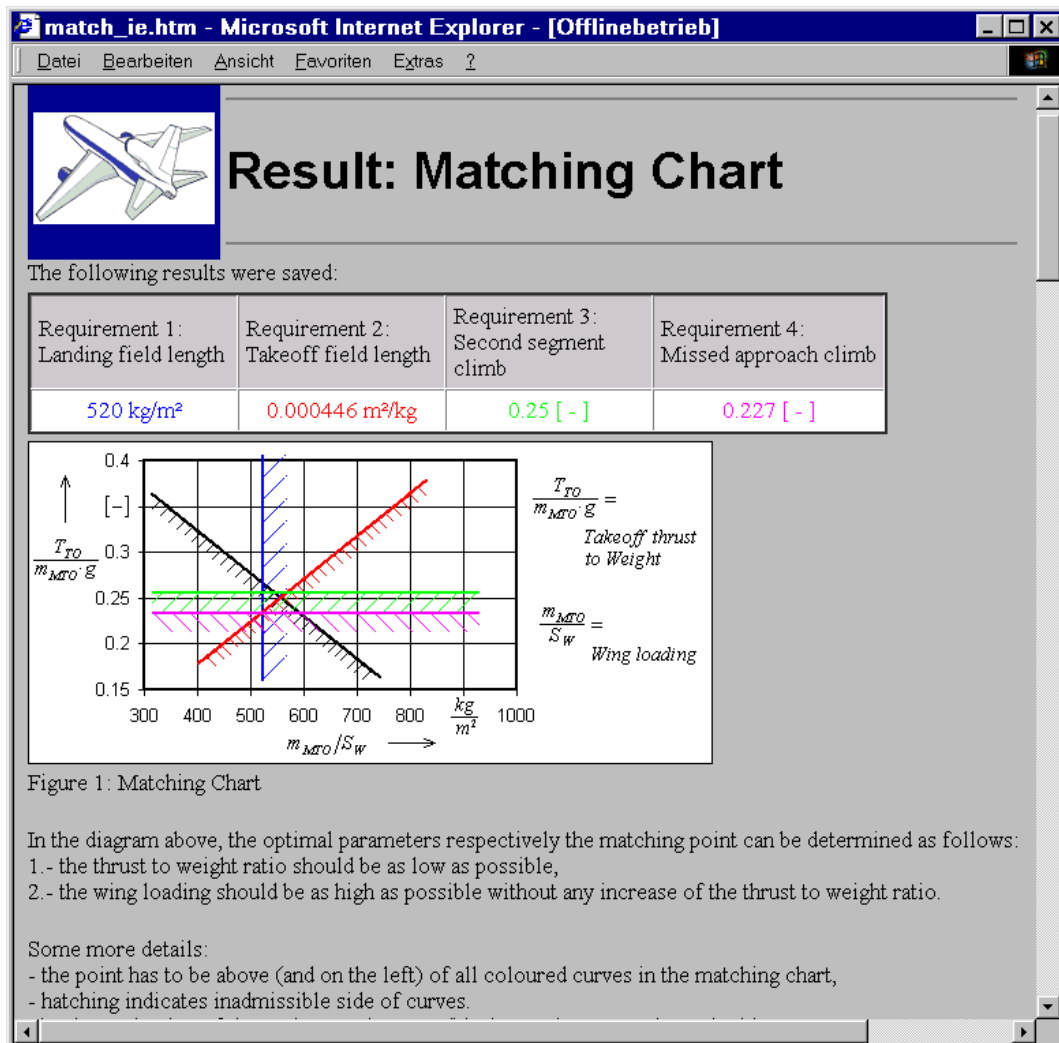 match_ie.htm - Microsoft Internet Explorer - [Offlinebetrieb]
Datei Bearbeiten Ansicht Favoriten Extras ?
Result: Matching Chart
The following results were saved:
Requirement 1:
Landing field length
Requirement 2:
Takeoff field length
Requirement 3:
Second segment
climb
Requirement 4:
Missed approach climb
520 kg/m² 0.000446 m²/kg 0.25 [ - ] 0.227 [ - ]
0.4
[–]
0.3
0.25
0.2
0.15
T_TO / m_MTO · g
300 400 500 600 700 800 kg/m² 1000
m_MTO/S_W
T_TO / m_MTO · g =
Takeoff thrust
to Weight
m_MTO / S_W =
Wing loading
Figure 1: Matching Chart
In the diagram above, the optimal parameters respectively the matching point can be determined as follows:
1.- the thrust to weight ratio should be as low as possible,
2.- the wing loading should be as high as possible without any increase of the thrust to weight ratio.
Some more details:
- the point has to be above (and on the left) of all coloured curves in the matching chart,
- hatching indicates inadmissible side of curves.